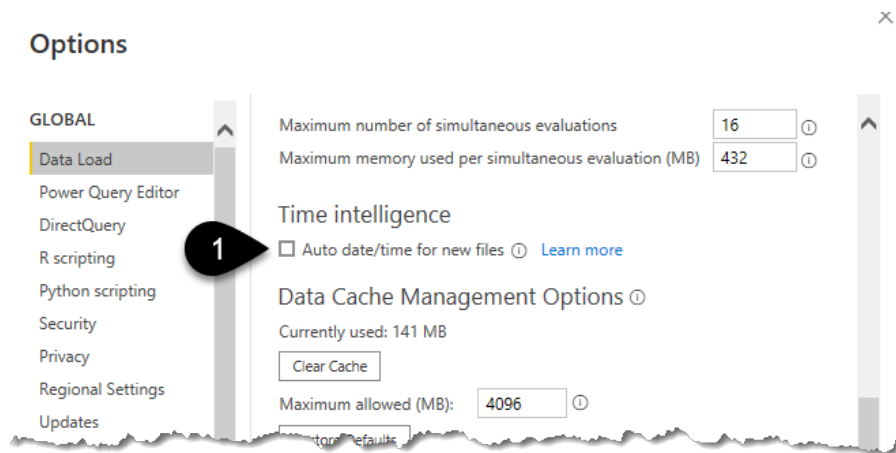 Options
GLOBAL
Data Load
Power Query Editor
DirectQuery
R scripting
Python scripting
Security
Privacy
Regional Settings
Updates
Maximum number of simultaneous evaluations 16
Maximum memory used per simultaneous evaluation (MB) 432
Time intelligence
1
Auto date/time for new files Learn more
Data Cache Management Options
Currently used: 141 MB
Clear Cache
Maximum allowed (MB): 4096
Defaults